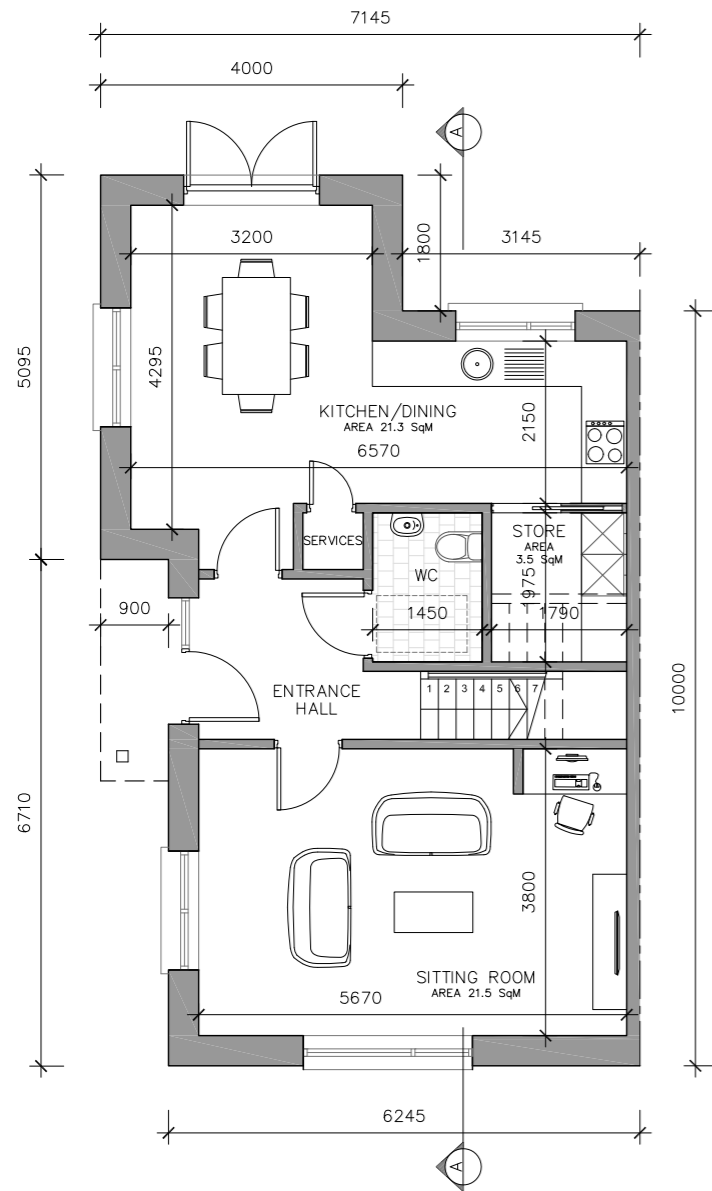 7145
4000
A
3200
3145
1800
5095
4295
KITCHEN/DINING
AREA 21.3 SqM
2150
6570
SERVICES
STORE
AREA
3.5 SqM
WC
1975
900
1450
1790
ENTRANCE
HALL
1 2 3 4 5 6 7
10000
6710
3800
SITTING ROOM
AREA 21.5 SqM
5670
6245
A